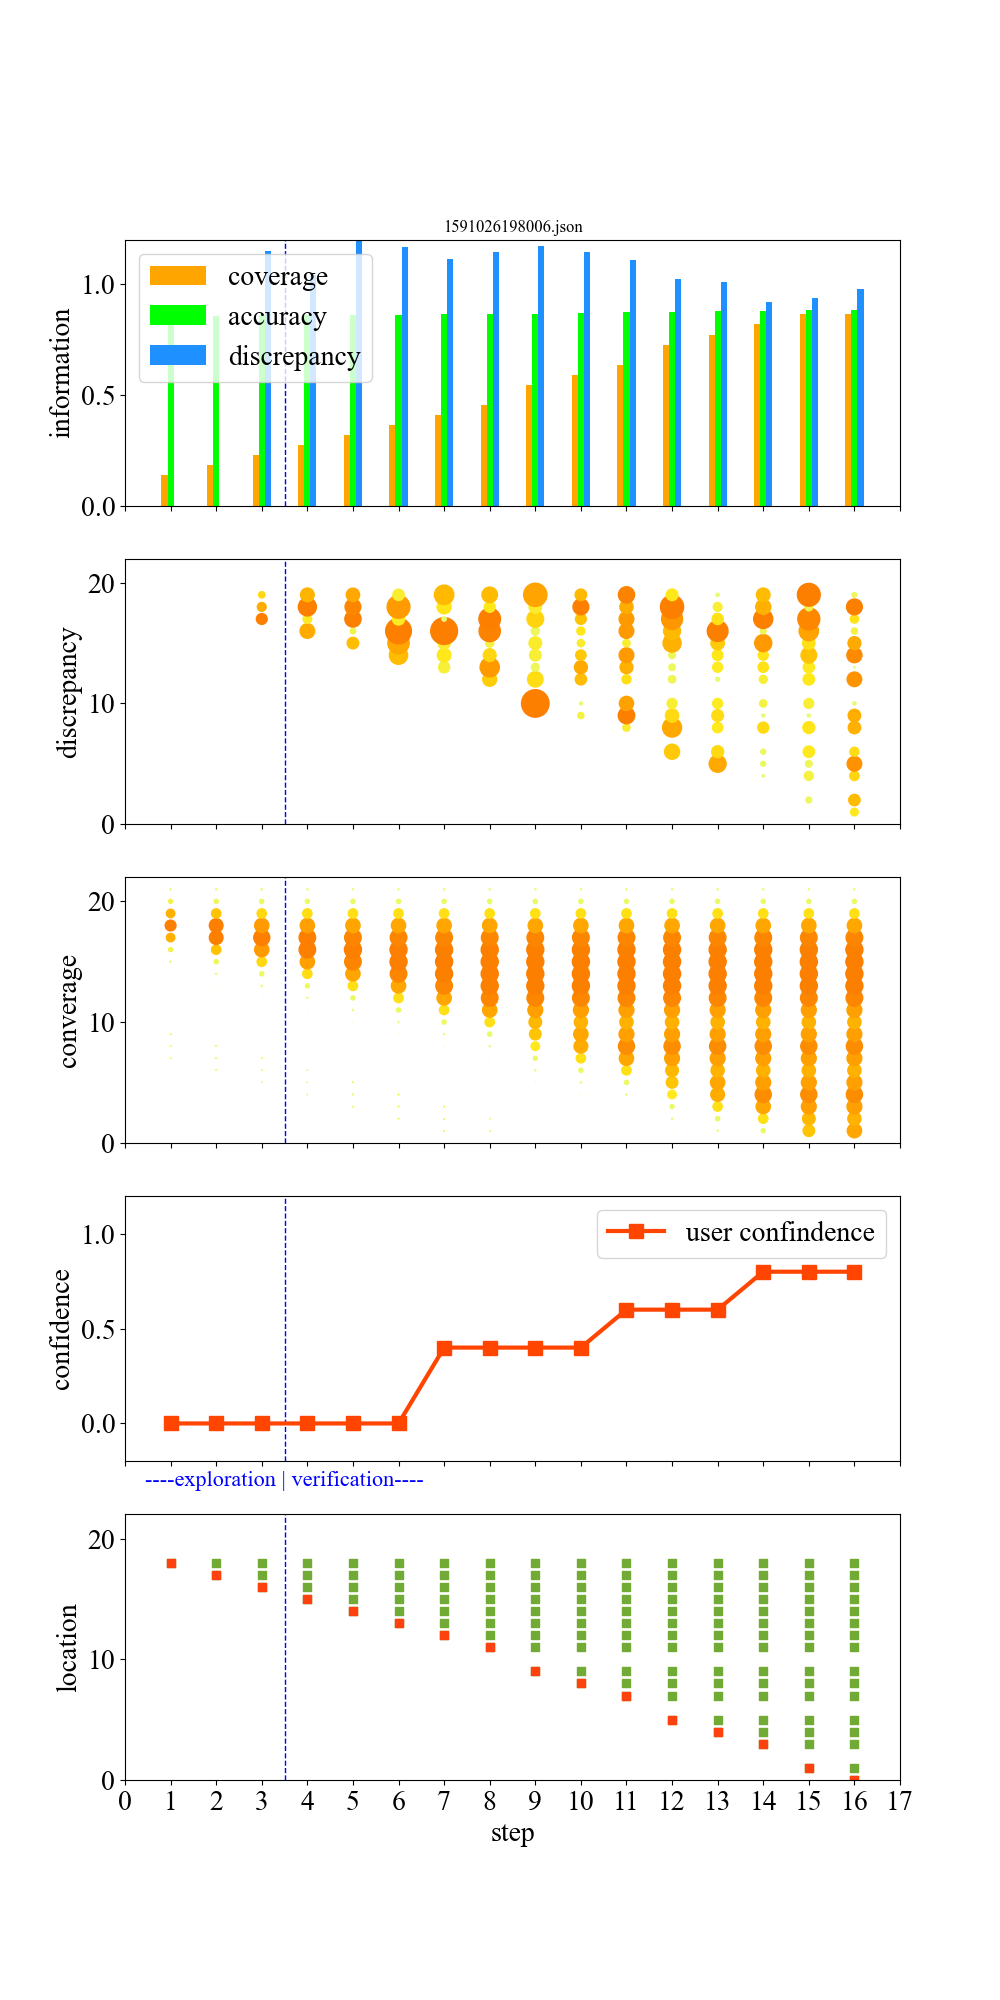 1591026198006.json
1.0
0.5
0.0
information
coverage
accuracy
discrepancy
20
10
0
discrepancy
20
10
0
converage
1.0
0.5
0.0
confidence
user confindence
----exploration | verification----
20
10
0
location
0 1 2 3 4 5 6 7 8 9 10 11 12 13 14 15 16 17
step